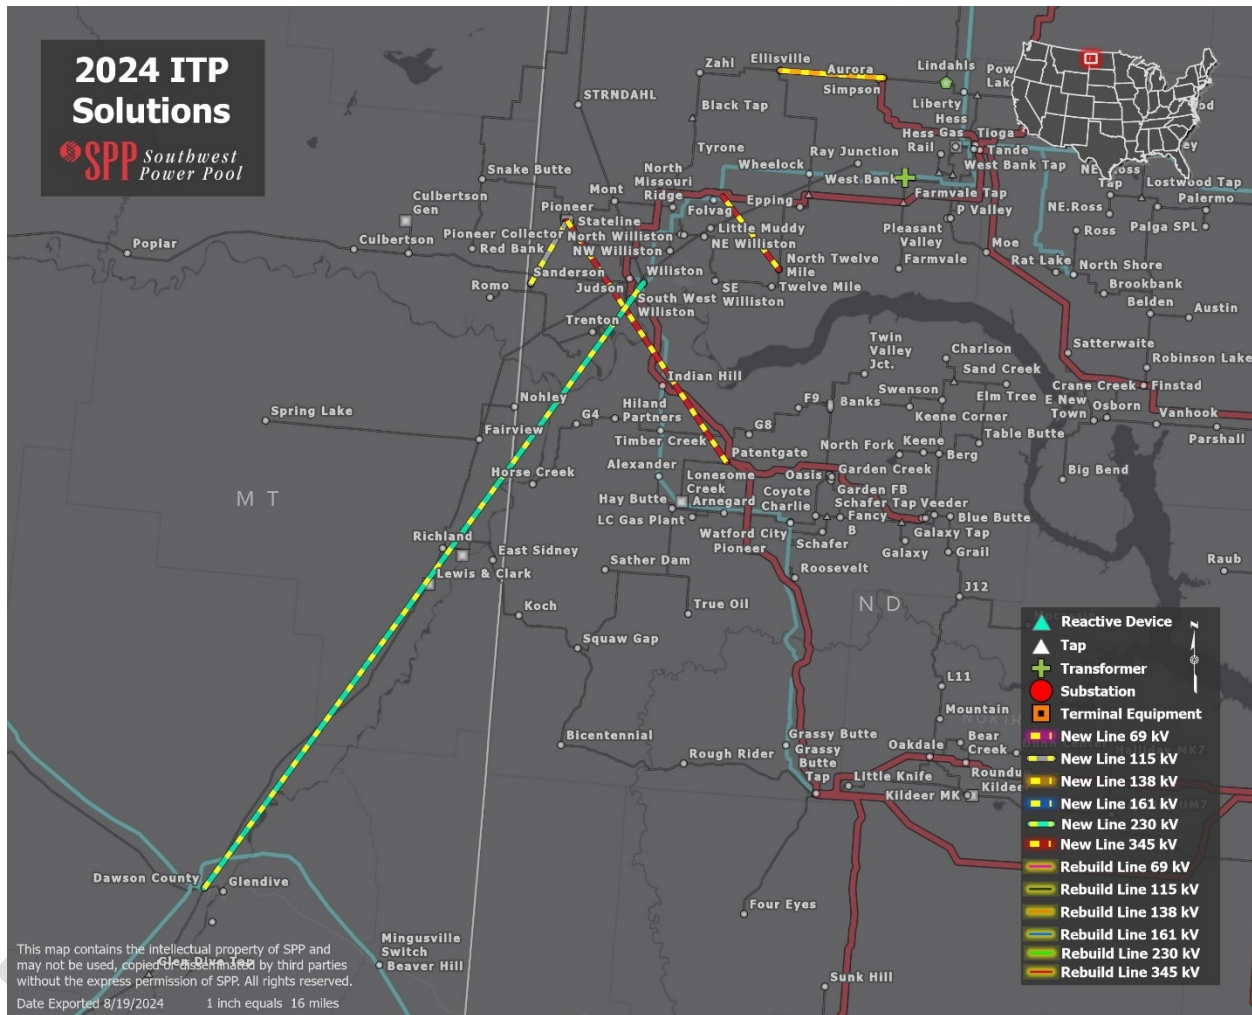 2024 ITP
Solutions
SPP Southwest
Power Pool
Zahl
Ellisville
Aurora
Simpson
Lindahls
Pow
Lak
Liberty
Hess
Hess Gas
Rail
Tioga
Tande
West Bank Tap
STRNDAHL
Black Tap
Tyrone
Ray Junction
Wheelock
West Bank
Farmvale Tap
NE.Ross
Tap
Lostwood Tap
Palermo
NE.Ross
Ross
Palga SPL
P Valley
Pleasant
Valley
Farmvale
Moe
Rat Lake
North Shore
Brookbank
Belden
Austin
Snake Butte
Culbertson
Gen
Culbertson
Poplar
Mont
North
Missouri
Ridge
Folvag
Epping
Pioneer
Stateline
Pioneer Collector
Red Bank
North Williston
NW Williston
Little Muddy
NE Williston
North Twelve
Mile
Twelve Mile
SE
Williston
Romo
Sanderson
Judson
Wiliston
South West
Wiliston
Trenton
Indian Hill
Twin
Valley
Jct.
Charlson
Sand Creek
Swenson
Elm Tree
Satterwaite
Robinson Lake
Crane Creek
Finstad
E New
Town
Osborn
Vanhook
Parshall
Spring Lake
Nohley
Fairview
G4
Hiland
Partners
Timber Creek
F9
Banks
G8
Keene Corner
Table Butte
North Fork
Keene
Berg
Big Bend
Horse Creek
Alexander
Patentgate
Lonesome
Creek
Oasis
Garden Creek
Garden FB
Hay Butte
Arnegard
Coyote
Charlie
Schafer Tap
Veeder
Blue Butte
LC Gas Plant
Watford City
Pioneer
Fancy
B
Schafer
Galaxy Tap
Galaxy
Grail
MT
Richland
East Sidney
Lewis & Clark
Sather Dam
Roosevelt
Raub
Koch
True Oil
J12
ND
Squaw Gap
L11
Mountain
Bicentennial
Rough Rider
Grassy Butte
Grassy
Butte
Tap
Oakdale
Bear
Creek
Little Knife
Kildeer MK
Dawson County
Glendive
Four Eyes
Mingusville
Switch
Beaver Hill
Glen Dive Tap
Sunk Hill
Reactive Device
Tap
Transformer
Substation
Terminal Equipment
New Line 69 kV
New Line 115 kV
New Line 138 kV
New Line 161 kV
New Line 230 kV
New Line 345 kV
Rebuild Line 69 kV
Rebuild Line 115 kV
Rebuild Line 138 kV
Rebuild Line 161 kV
Rebuild Line 230 kV
Rebuild Line 345 kV
This map contains the intellectual property of SPP and
may not be used, copied or disseminated by third parties
without the express permission of SPP. All rights reserved.
Date Exported 8/19/2024 1 inch equals 16 miles